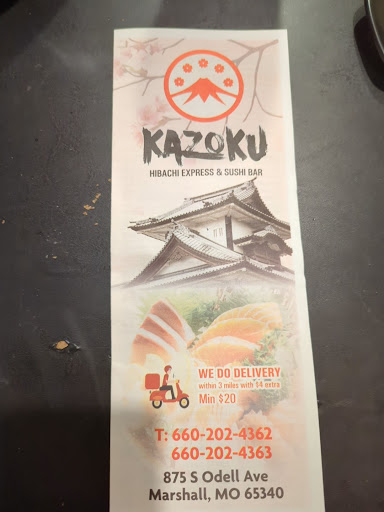 KAZOKU
HIBACHI EXPRESS & SUSHI BAR
WE DO DELIVERY
within 3 miles with $4 extra
Min $20
T: 660-202-4362
660-202-4363
875 S Odell Ave
Marshall, MO 65340